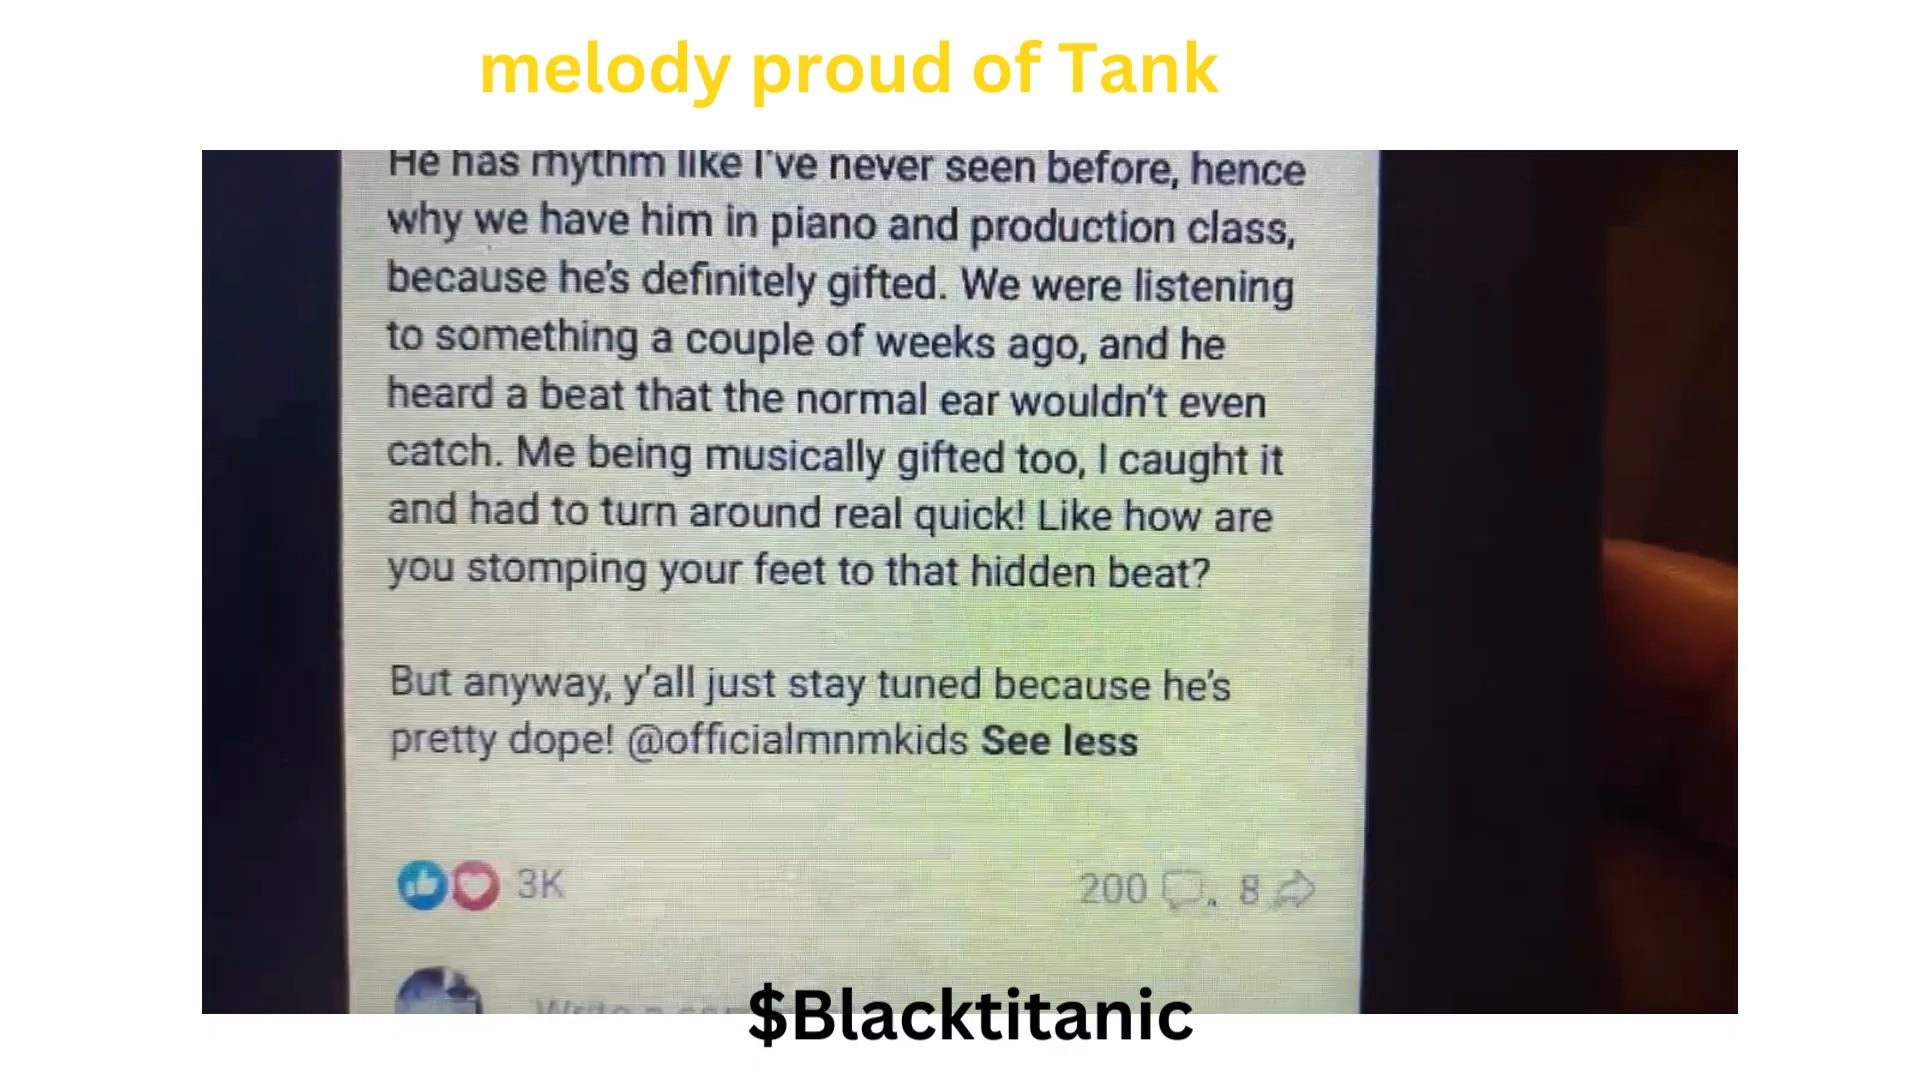 melody proud of Tank
He has rhythm like I've never seen before, hence
why we have him in piano and production class,
because he's definitely gifted. We were listening
to something a couple of weeks ago, and he
heard a beat that the normal ear wouldn't even
catch. Me being musically gifted too, I caught it
and had to turn around real quick! Like how are
you stomping your feet to that hidden beat?
But anyway, y'all just stay tuned because he's
pretty dope! @officialmnmkids See less
3K
200
8
Write a
$Blacktitanic